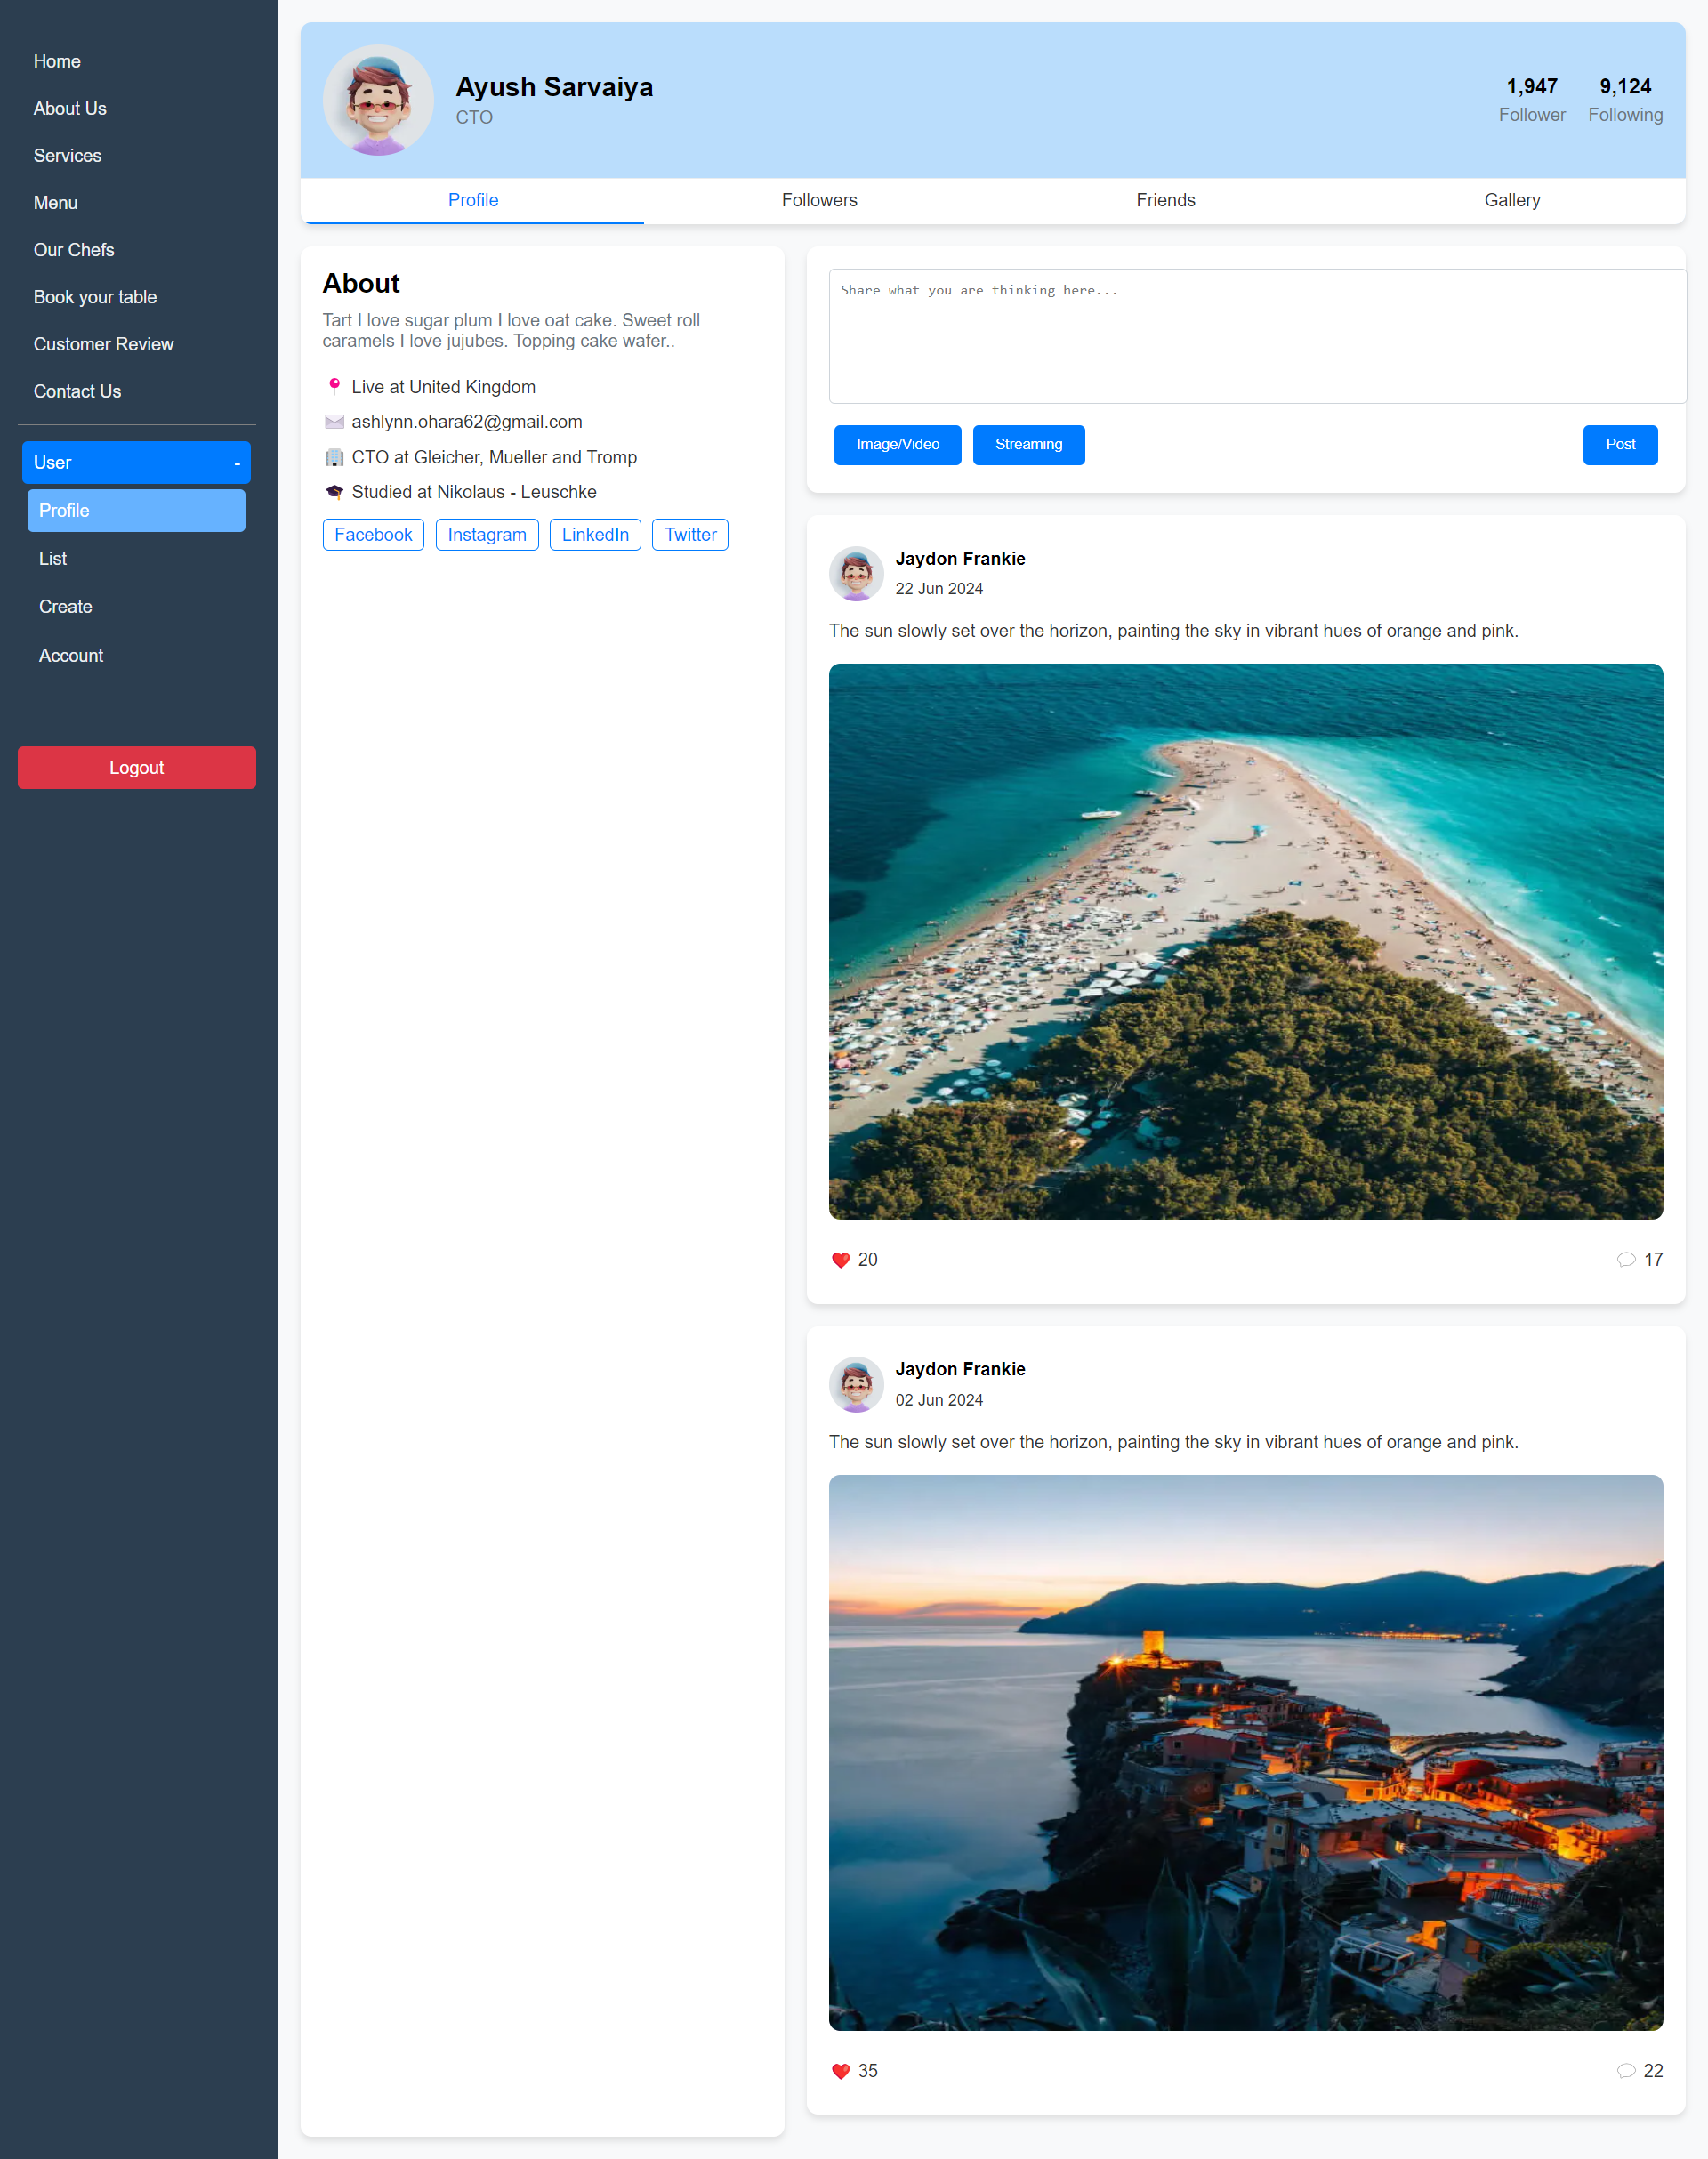 Home
About Us
Services
Menu
Our Chefs
Book your table
Customer Review
Contact Us
User -
Profile
List
Create
Account
Logout
Ayush Sarvaiya
CTO
1,947
Follower
9,124
Following
Profile Followers Friends Gallery
About
Tart I love sugar plum I love oat cake. Sweet roll
caramels I love jujubes. Topping cake wafer..
Live at United Kingdom
ashlynn.ohara62@gmail.com
CTO at Gleicher, Mueller and Tromp
Studied at Nikolaus - Leuschke
Facebook Instagram LinkedIn Twitter
Share what you are thinking here...
Image/Video Streaming Post
Jaydon Frankie
22 Jun 2024
The sun slowly set over the horizon, painting the sky in vibrant hues of orange and pink.
20 17
Jaydon Frankie
02 Jun 2024
The sun slowly set over the horizon, painting the sky in vibrant hues of orange and pink.
35 22